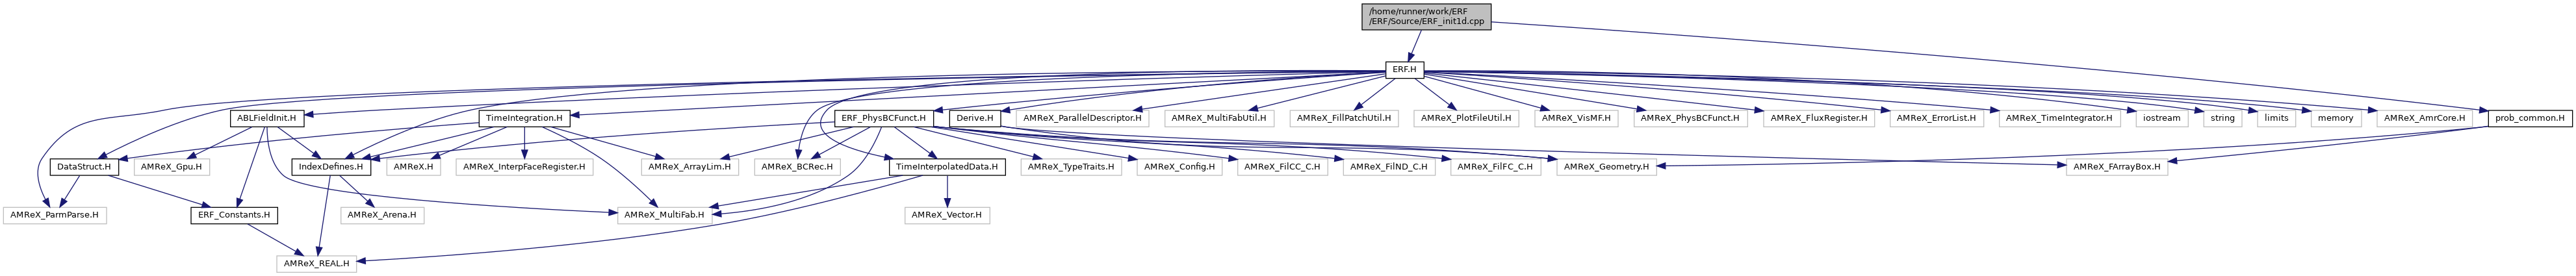 /home/runner/work/ERF
/ERF/Source/ERF_init1d.cpp
ERF.H
ABLFieldInit.H
TimeIntegration.H
ERF_PhysBCFunct.H
Derive.H
AMReX_ParallelDescriptor.H
AMReX_MultiFabUtil.H
AMReX_FillPatchUtil.H
AMReX_PlotFileUtil.H
AMReX_VisMF.H
AMReX_PhysBCFunct.H
AMReX_FluxRegister.H
AMReX_ErrorList.H
AMReX_TimeIntegrator.H
iostream
string
limits
memory
AMReX_AmrCore.H
prob_common.H
DataStruct.H
AMReX_Gpu.H
IndexDefines.H
AMReX.H
AMReX_InterpFaceRegister.H
AMReX_ArrayLim.H
AMReX_BCRec.H
TimeInterpolatedData.H
AMReX_TypeTraits.H
AMReX_Config.H
AMReX_FilCC_C.H
AMReX_FilND_C.H
AMReX_FilFC_C.H
AMReX_Geometry.H
AMReX_FArrayBox.H
AMReX_ParmParse.H
ERF_Constants.H
AMReX_Arena.H
AMReX_MultiFab.H
AMReX_Vector.H
AMReX_REAL.H